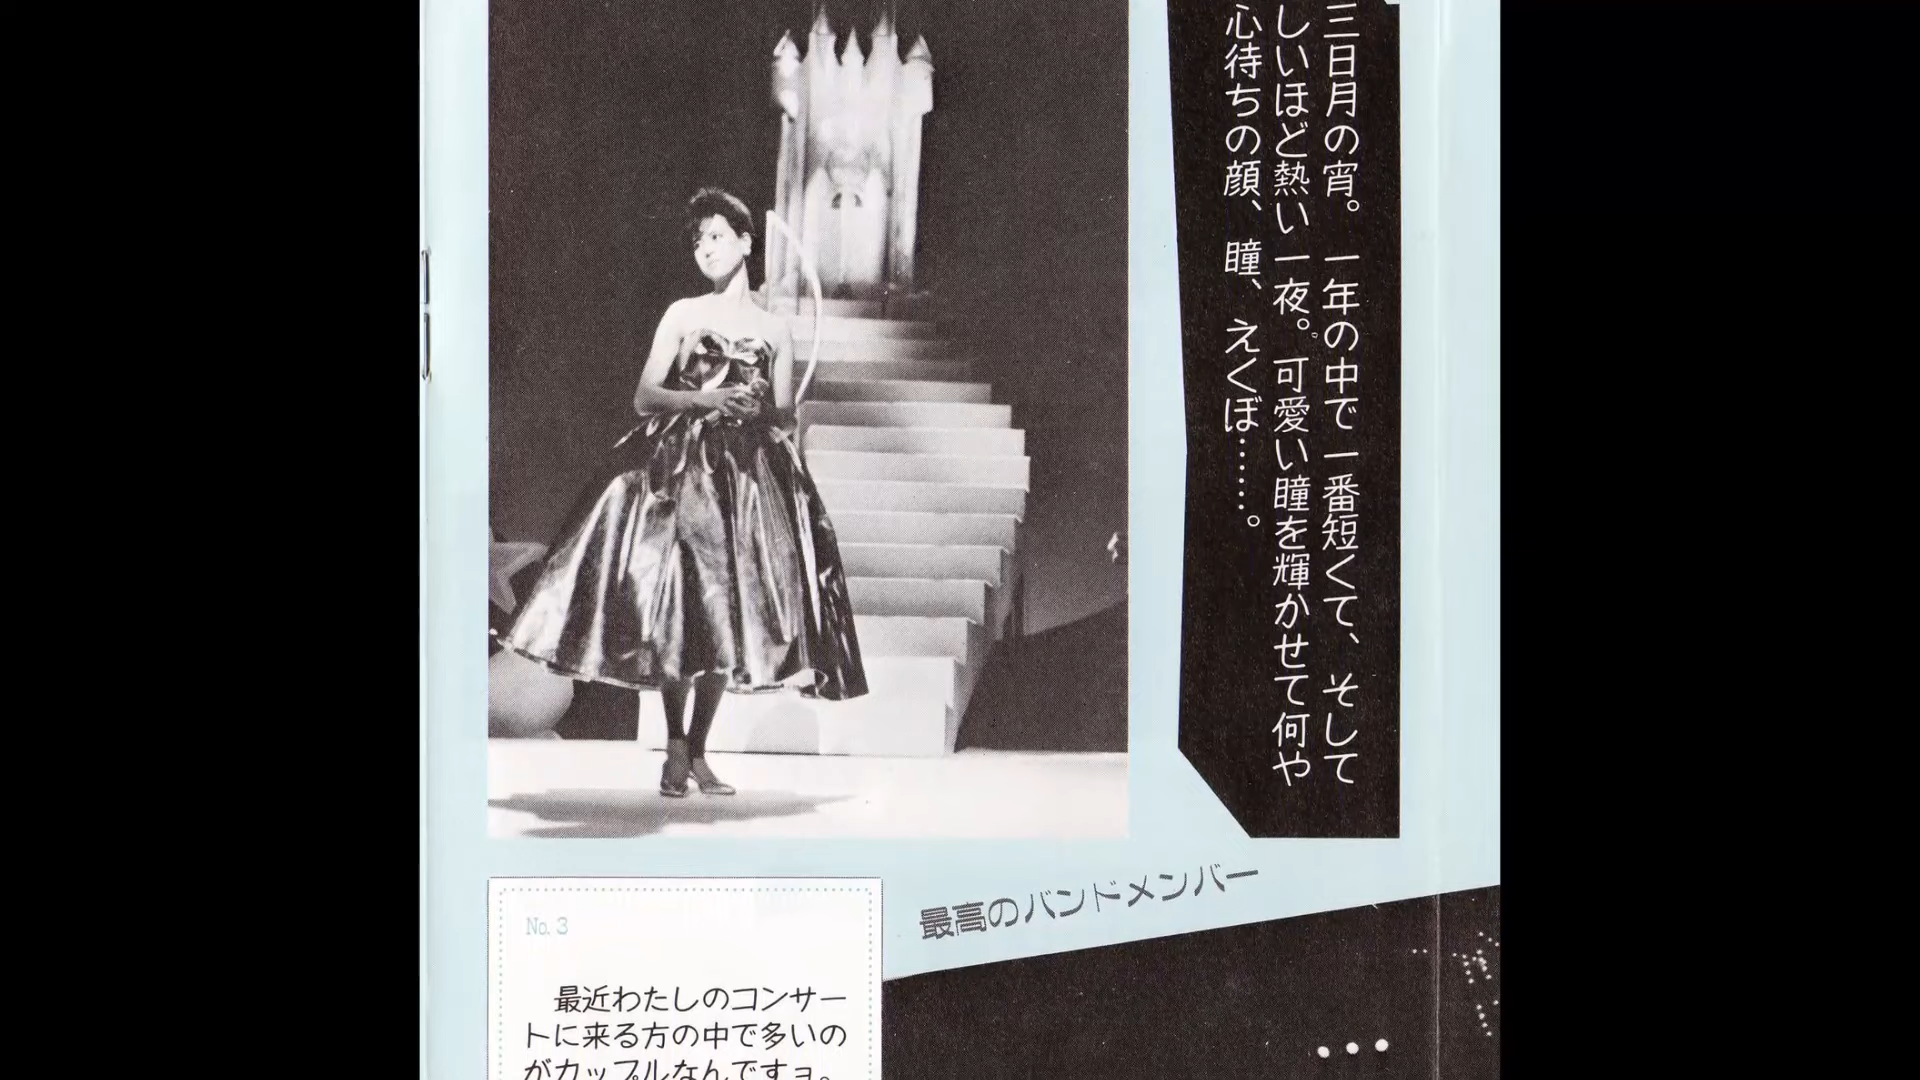 三日月の宵。一年の中で一番短くて、そして
しいほど熱い一夜。可愛い瞳を輝かせて何や
心待ちの顔、瞳、えくぼ……。
最高のバンドメンバー
No. 3
最近わたしのコンサー
トに来る方の中で多いの
がカップルなんですョ。